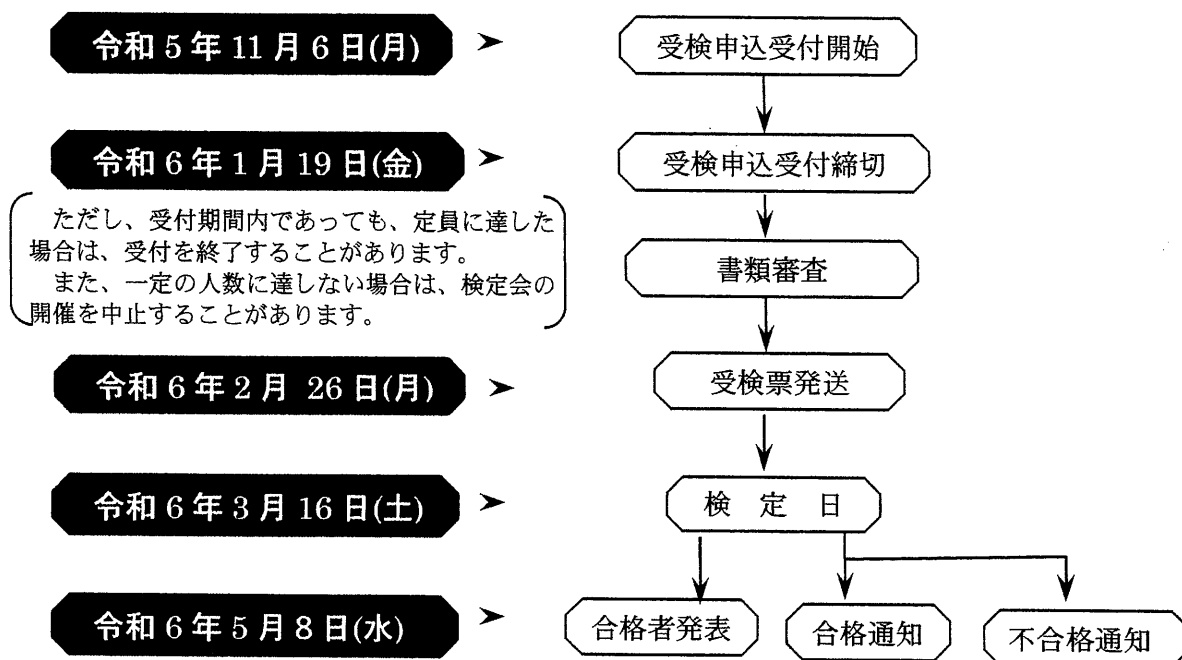 令和5年11月6日(月)
受検申込受付開始
令和6年1月19日(金)
受検申込受付締切
ただし、受付期間内であっても、定員に達した
場合は、受付を終了することがあります。
また、一定の人数に達しない場合は、検定会の
開催を中止することがあります。
書類審査
令和6年2月 26日(月)
受検票発送
令和6年3月16日(土)
検 定 日
令和6年5月8日(水)
合格者発表
合格通知
不合格通知